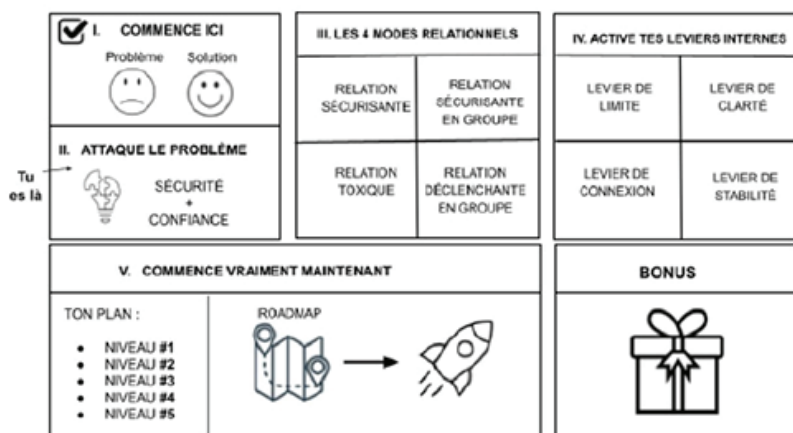 I. COMMENCE ICI
Problème Solution
II. ATTAQUE LE PROBLÈME
Tu
es là
SÉCURITÉ
+
CONFIANCE
III. LES 4 NODES RELATIONNELS
RELATION
SÉCURISANTE
RELATION
SÉCURISANTE
EN GROUPE
RELATION
TOXIQUE
RELATION
DÉCLENCHANTE
EN GROUPE
IV. ACTIVE TES LEVIERS INTERNES
LEVIER DE
LIMITE
LEVIER DE
CLARTÉ
LEVIER DE
CONNEXION
LEVIER DE
STABILITÉ
V. COMMENCE VRAIMENT MAINTENANT
TON PLAN :
• NIVEAU #1
• NIVEAU #2
• NIVEAU #3
• NIVEAU #4
• NIVEAU #5
ROADMAP
BONUS